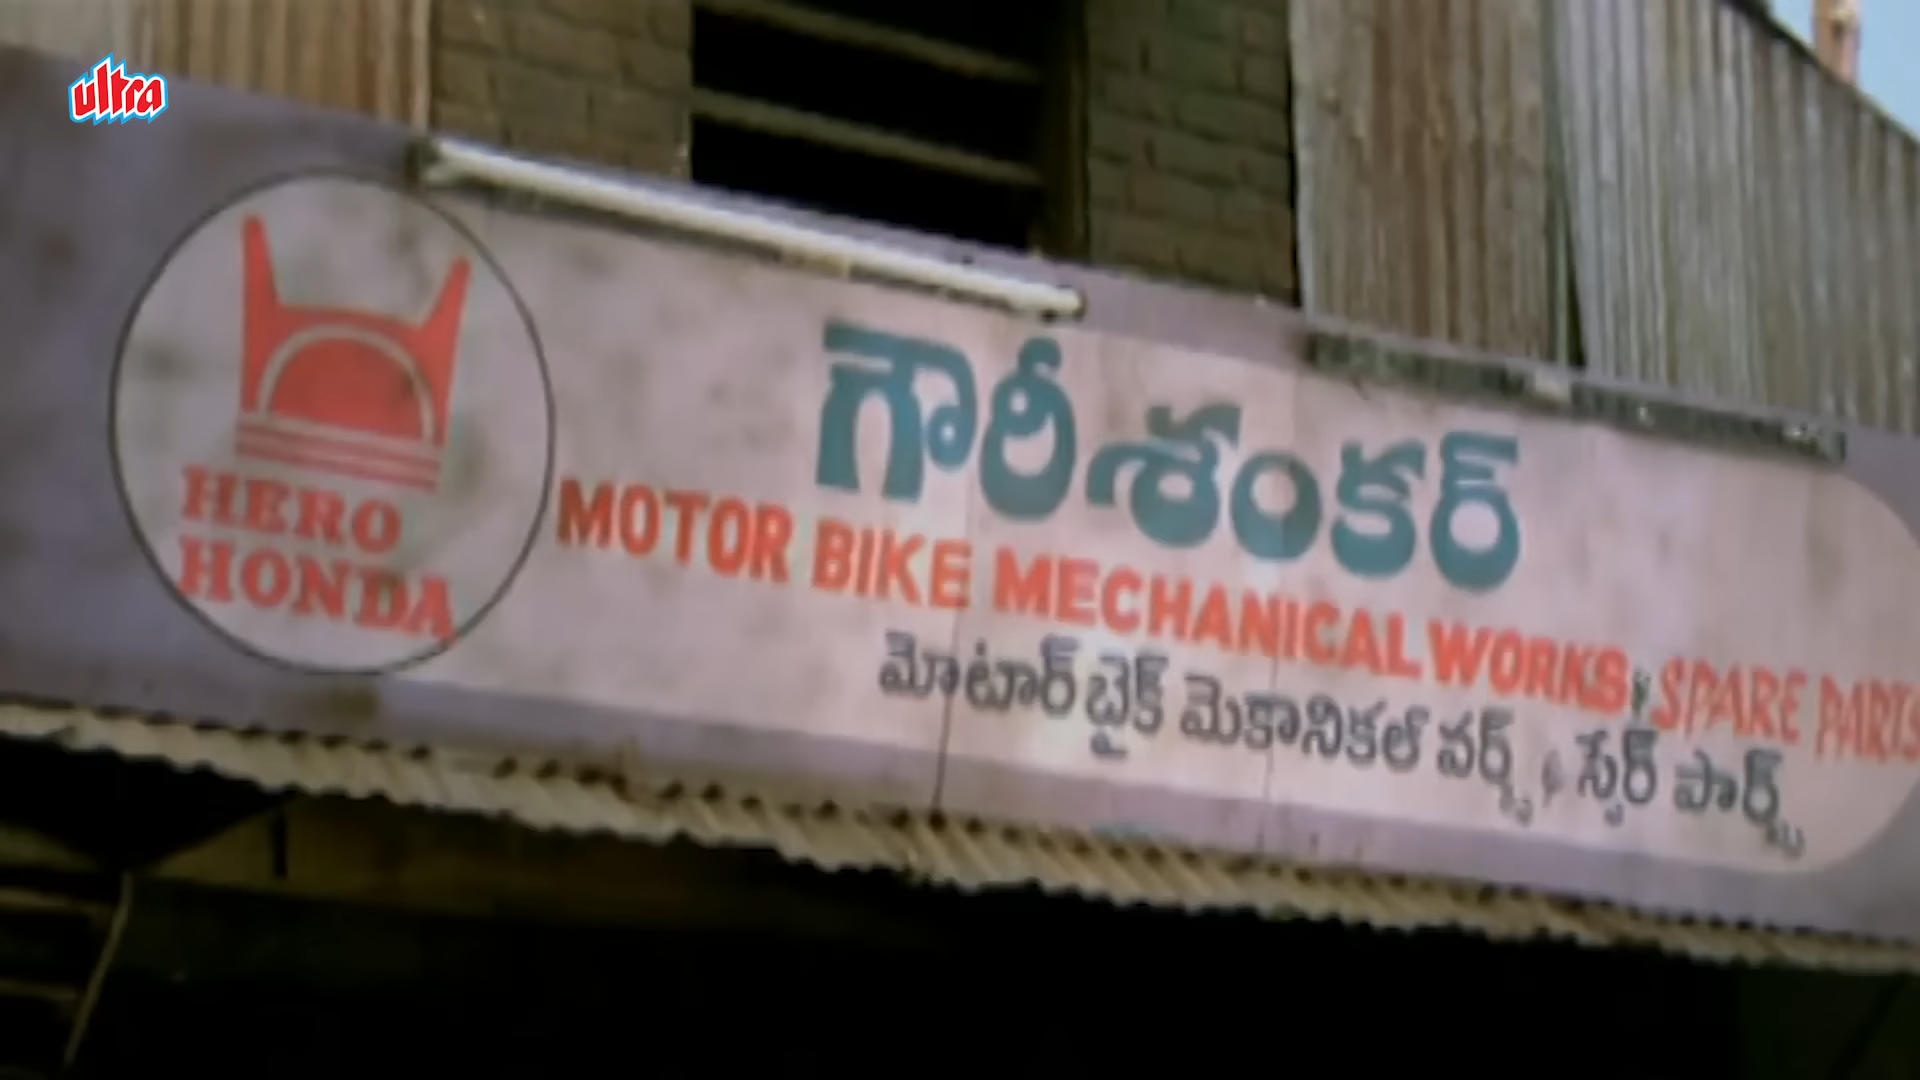 ultra
HERO
HONDA
గౌరీశంకర్
MOTOR BIKE MECHANICAL WORKS & SPARE PARTS
మోటార్ బైక్ మెకానికల్ వర్క్స్ & స్పేర్ పార్ట్స్